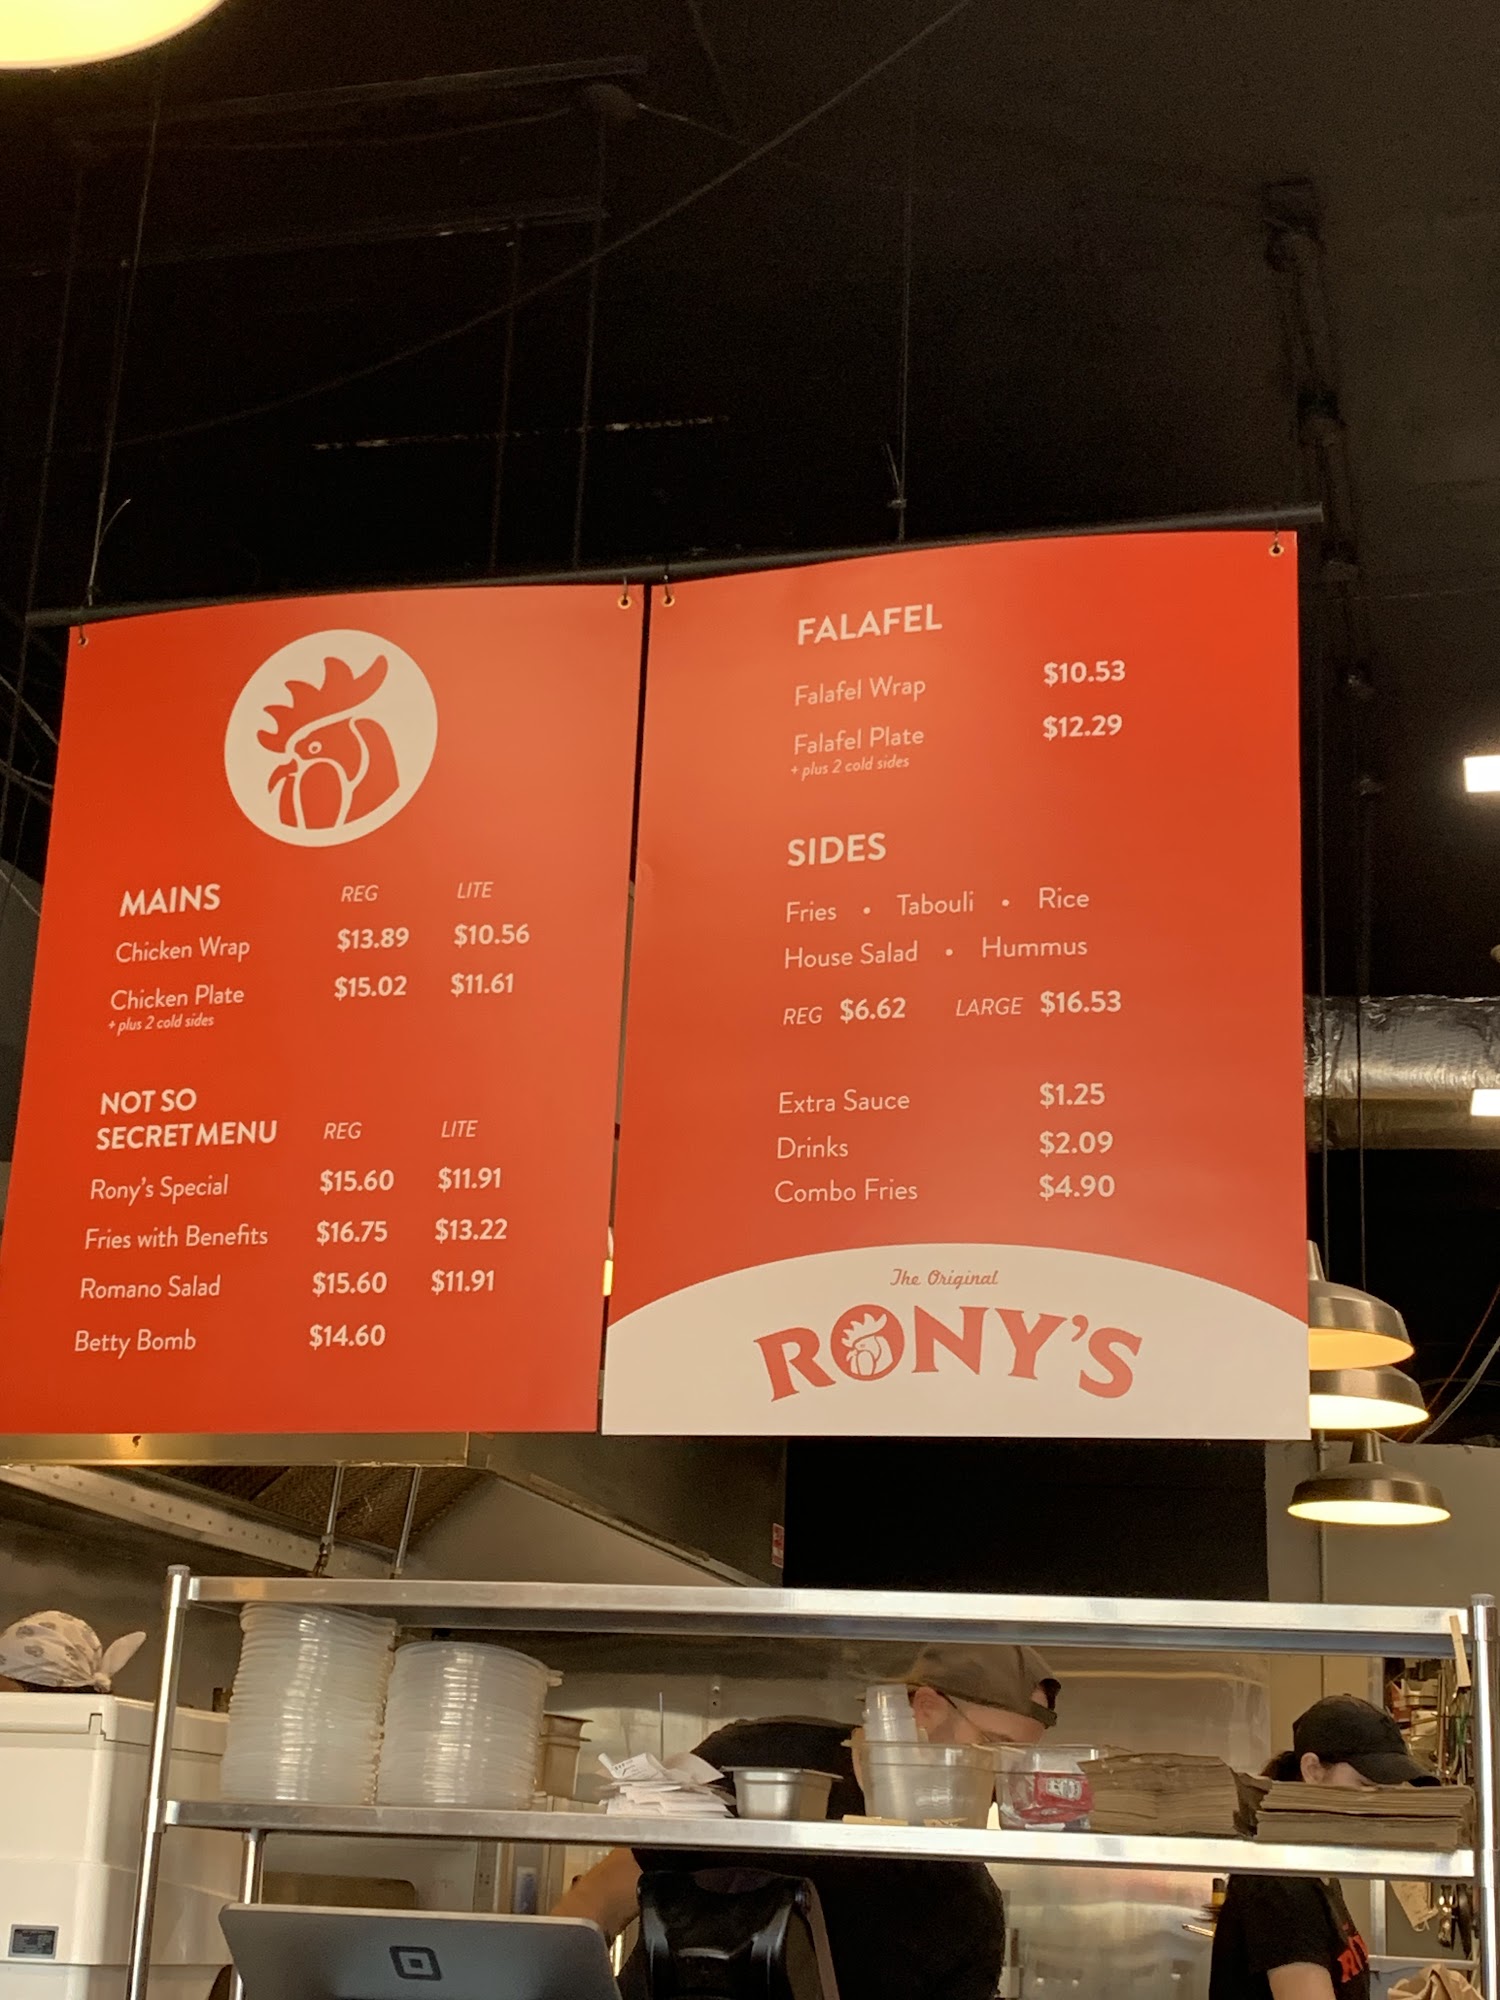 MAINS REG LITE
Chicken Wrap $13.89 $10.56
Chicken Plate $15.02 $11.61
+ plus 2 cold sides
NOT SO
SECRET MENU REG LITE
Rony's Special $15.60 $11.91
Fries with Benefits $16.75 $13.22
Romano Salad $15.60 $11.91
Betty Bomb $14.60
FALAFEL
Falafel Wrap $10.53
Falafel Plate $12.29
+ plus 2 cold sides
SIDES
Fries • Tabouli • Rice
House Salad • Hummus
REG $6.62 LARGE $16.53
Extra Sauce $1.25
Drinks $2.09
Combo Fries $4.90
The Original
RONY'S